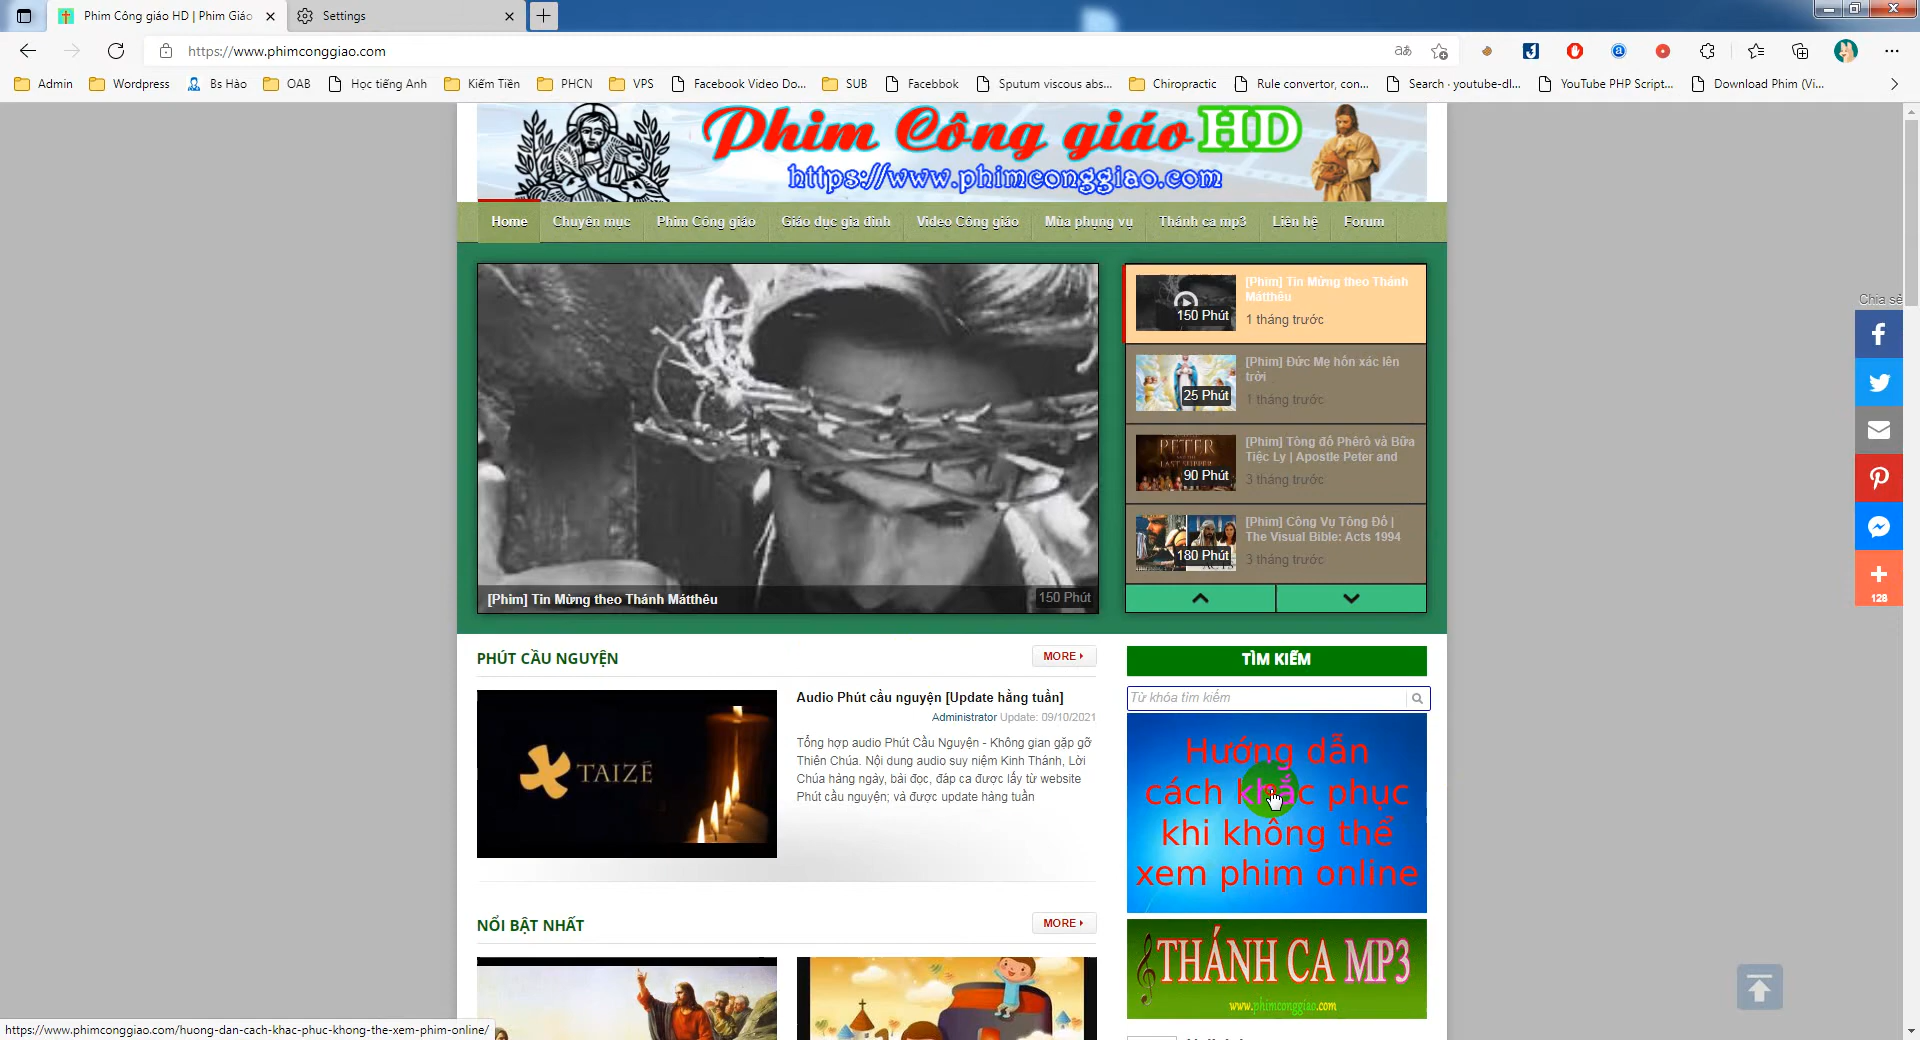 Phim Công giáo HD | Phim Giáo
Settings
https://www.phimconggiao.com
Admin
Wordpress
Bs Hào
OAB
Học tiếng Anh
Kiếm Tiền
PHCN
VPS
Facebook Video Do...
SUB
Facebbok
Sputum viscous abs...
Chiropractic
Rule convertor, con...
Search · youtube-dl...
YouTube PHP Script...
Download Phim (Vi...
Phim Công giáo HD
https://www.phimconggiao.com
Home
Chuyên mục
Phim Công giáo
Giáo dục gia đình
Video Công giáo
Mùa phụng vụ
Thánh ca mp3
Liên hệ
Forum
[Phim] Tin Mừng theo Thánh Mátthêu
150 Phút
[Phim] Tin Mừng theo Thánh
Mátthêu
150 Phút
1 tháng trước
[Phim] Đức Mẹ hồn xác lên
trời
25 Phút
1 tháng trước
[Phim] Tông đồ Phêrô và Bữa
Tiệc Ly | Apostle Peter and
PETER
LAST SUPPER
90 Phút
3 tháng trước
[Phim] Công Vụ Tông Đồ |
The Visual Bible: Acts 1994
180 Phút
ACTS
3 tháng trước
Chia sẻ
128
PHÚT CẦU NGUYỆN
MORE
TAIZÉ
Audio Phút cầu nguyện [Update hằng tuần]
Administrator Update: 09/10/2021
Tổng hợp audio Phút Cầu Nguyện - Không gian gặp gỡ
Thiên Chúa. Nội dung audio suy niệm Kinh Thánh, Lời
Chúa hàng ngày, bài đọc, đáp ca được lấy từ website
Phút cầu nguyện; và được update hàng tuần
NỔI BẬT NHẤT
MORE
TÌM KIẾM
Từ khóa tìm kiếm
Hướng dẫn
cách khắc phục
khi không thể
xem phim online
THÁNH CA MP3
www.phimconggiao.com
https://www.phimconggiao.com/huong-dan-cach-khac-phuc-khong-the-xem-phim-online/